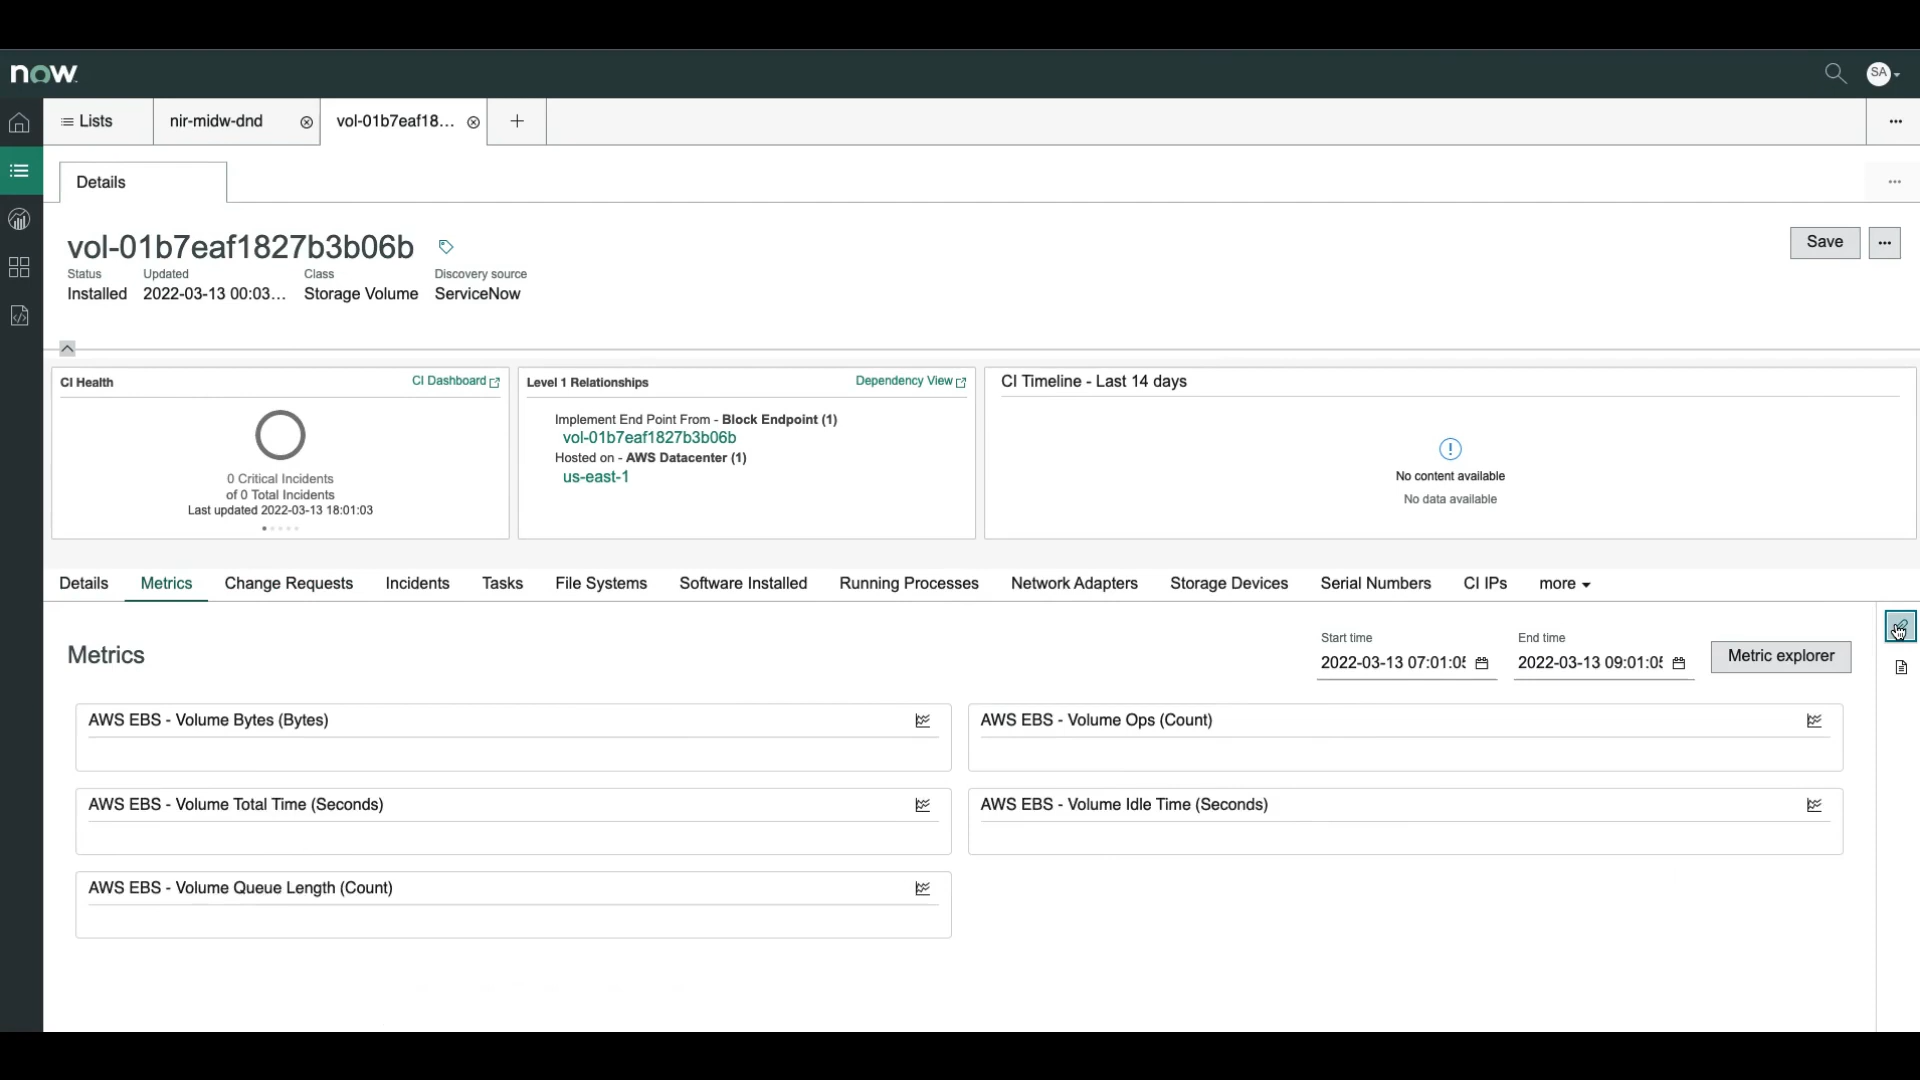 now
SA
Lists
nir-midw-dnd
vol-01b7eaf18...
Details
vol-01b7eaf1827b3b06b
Save
Status Updated Class Discovery source
Installed 2022-03-13 00:03... Storage Volume ServiceNow
CI Health
CI Dashboard
0 Critical Incidents
of 0 Total Incidents
Last updated 2022-03-13 18:01:03
Level 1 Relationships
Dependency View
Implement End Point From - Block Endpoint (1)
vol-01b7eaf1827b3b06b
Hosted on - AWS Datacenter (1)
us-east-1
CI Timeline - Last 14 days
No content available
No data available
Details Metrics Change Requests Incidents Tasks File Systems Software Installed Running Processes Network Adapters Storage Devices Serial Numbers CI IPs more
Metrics
Start time
2022-03-13 07:01:05
End time
2022-03-13 09:01:05
Metric explorer
AWS EBS - Volume Bytes (Bytes)
AWS EBS - Volume Ops (Count)
AWS EBS - Volume Total Time (Seconds)
AWS EBS - Volume Idle Time (Seconds)
AWS EBS - Volume Queue Length (Count)